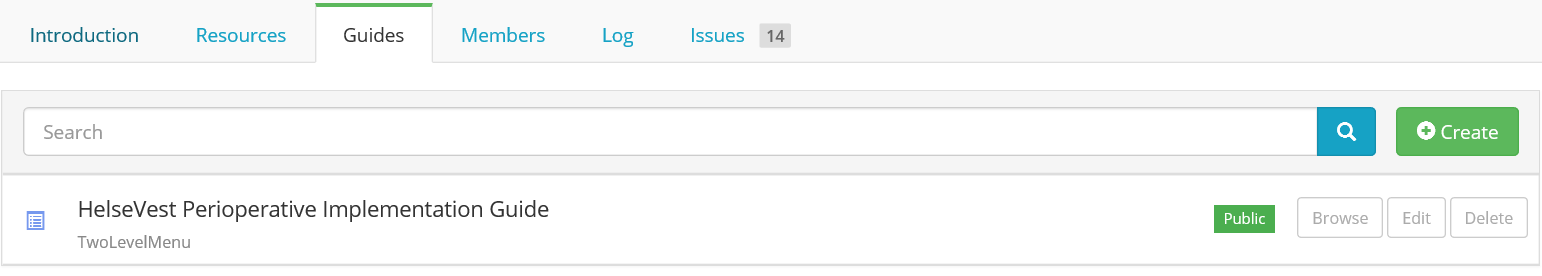 Introduction Resources Guides Members Log Issues 14
Search Create
HelseVest Perioperative Implementation Guide
TwoLevelMenu
Public Browse Edit Delete